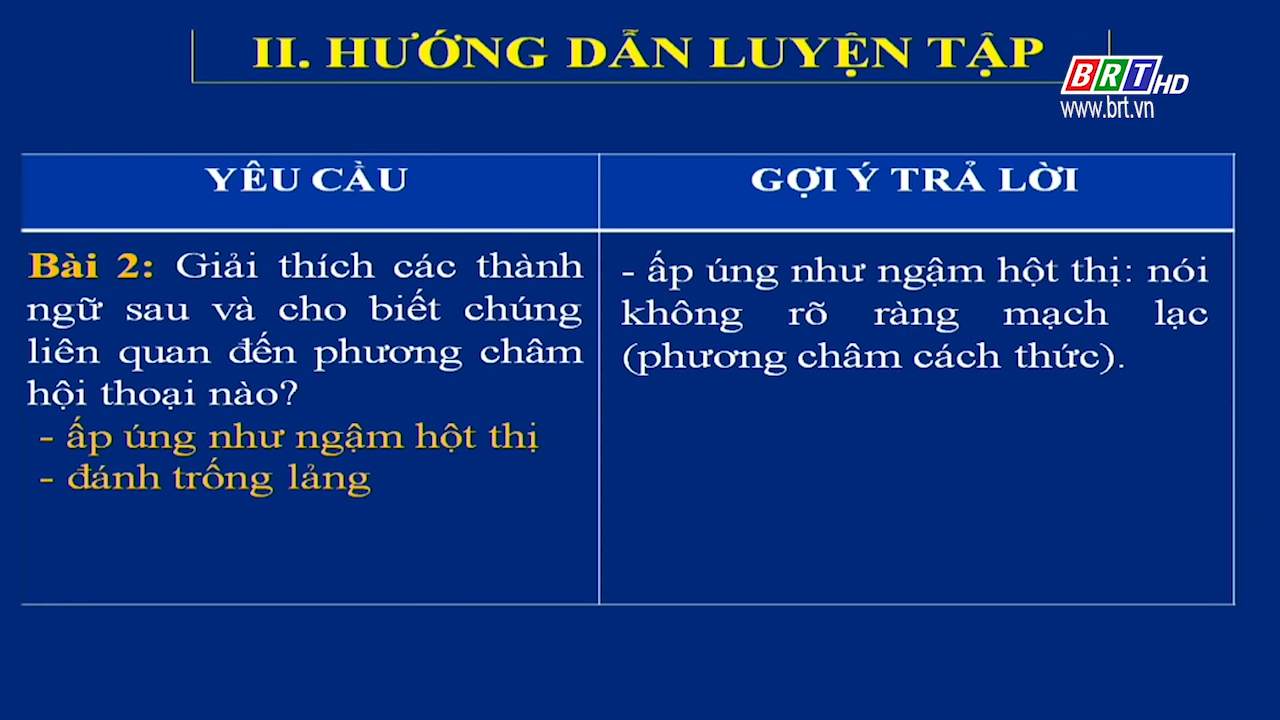 II. HƯỚNG DẪN LUYỆN TẬP
BRT HD
www.brt.vn
YÊU CẦU
GỢI Ý TRẢ LỜI
Bài 2: Giải thích các thành
ngữ sau và cho biết chúng
liên quan đến phương châm
hội thoại nào?
- ấp úng như ngậm hột thị
- đánh trống lảng
- ấp úng như ngậm hột thị: nói
không rõ ràng mạch lạc
(phương châm cách thức).